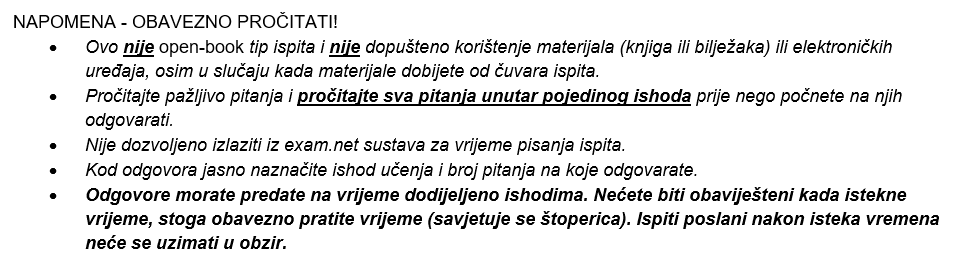 NAPOMENA - OBAVEZNO PROČITATI!
• Ovo nije open-book tip ispita i nije dopušteno korištenje materijala (knjiga ili bilježaka) ili elektroničkih
uređaja, osim u slučaju kada materijale dobijete od čuvara ispita.
• Pročitajte pažljivo pitanja i pročitajte sva pitanja unutar pojedinog ishoda prije nego počnete na njih
odgovarati.
• Nije dozvoljeno izlaziti iz exam.net sustava za vrijeme pisanja ispita.
• Kod odgovora jasno naznačite ishod učenja i broj pitanja na koje odgovarate.
• Odgovore morate predate na vrijeme dodijeljeno ishodima. Nećete biti obaviješteni kada istekne
vrijeme, stoga obavezno pratite vrijeme (savjetuje se štoperica). Ispiti poslani nakon isteka vremena
neće se uzimati u obzir.